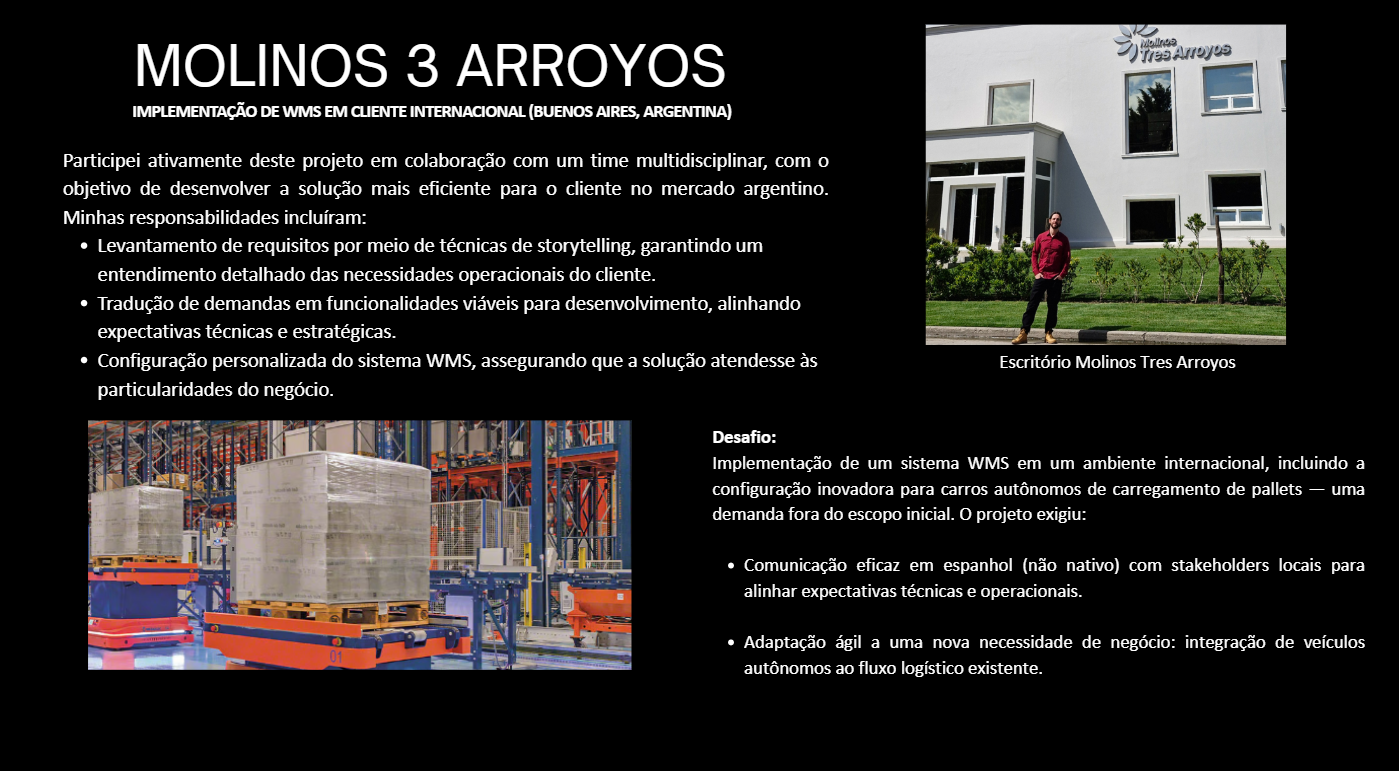 MOLINOS 3 ARROYOS
IMPLEMENTAÇÃO DE WMS EM CLIENTE INTERNACIONAL (BUENOS AIRES, ARGENTINA)
Participei ativamente deste projeto em colaboração com um time multidisciplinar, com o
objetivo de desenvolver a solução mais eficiente para o cliente no mercado argentino.
Minhas responsabilidades incluíram:
• Levantamento de requisitos por meio de técnicas de storytelling, garantindo um
entendimento detalhado das necessidades operacionais do cliente.
• Tradução de demandas em funcionalidades viáveis para desenvolvimento, alinhando
expectativas técnicas e estratégicas.
• Configuração personalizada do sistema WMS, assegurando que a solução atendesse às
particularidades do negócio.
Molinos
Tres Arroyos
Escritório Molinos Tres Arroyos
01
Desafio:
Implementação de um sistema WMS em um ambiente internacional, incluindo a
configuração inovadora para carros autônomos de carregamento de pallets — uma
demanda fora do escopo inicial. O projeto exigiu:
• Comunicação eficaz em espanhol (não nativo) com stakeholders locais para
alinhar expectativas técnicas e operacionais.
• Adaptação ágil a uma nova necessidade de negócio: integração de veículos
autônomos ao fluxo logístico existente.